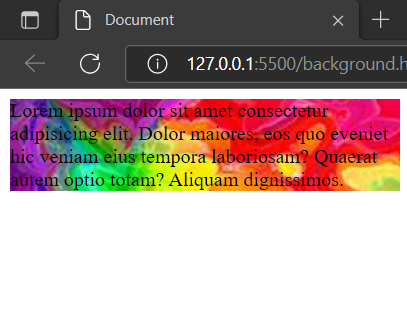 Document
127.0.0.1:5500/background.h
Lorem ipsum dolor sit amet consectetur
adipisicing elit. Dolor maiores, eos quo eveniet
hic veniam eius tempora laboriosam? Quaerat
autem optio totam? Aliquam dignissimos.